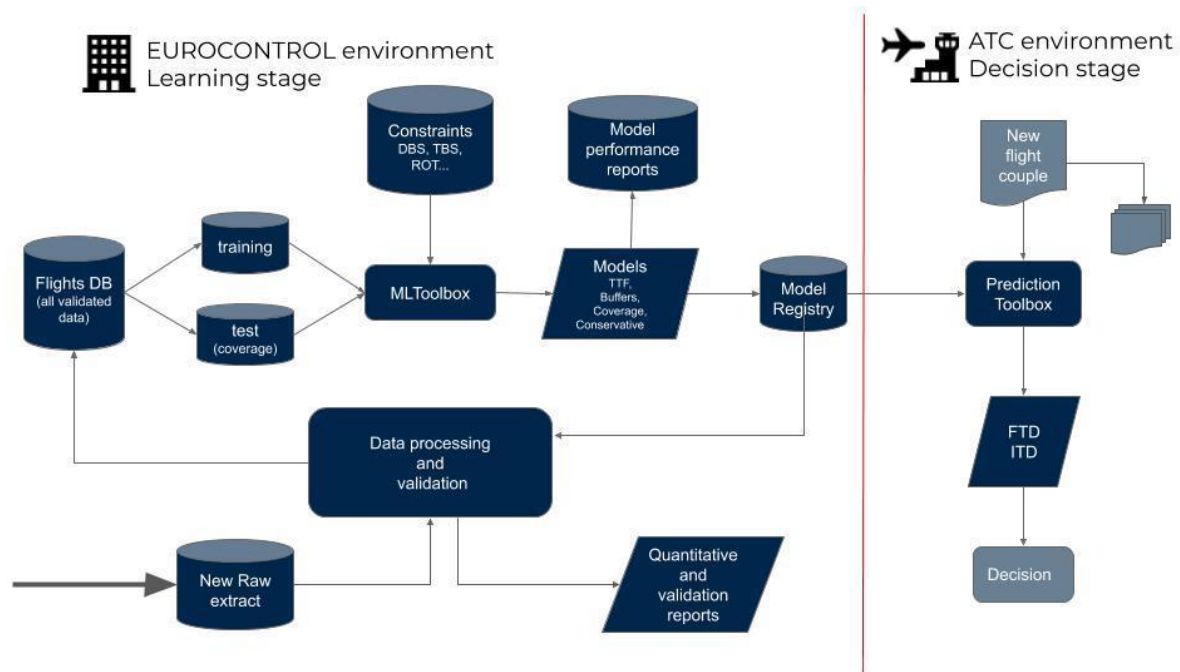 EUROCONTROL environment
Learning stage
ATC environment
Decision stage
Constraints
DBS, TBS,
ROT...
Model
performance
reports
New
flight
couple
training
Flights DB
(all validated
data)
test
(coverage)
MLToolbox
Models
TTF,
Buffers,
Coverage,
Conservative
Model
Registry
Prediction
Toolbox
Data processing
and
validation
FTD
ITD
New Raw
extract
Quantitative
and
validation
reports
Decision